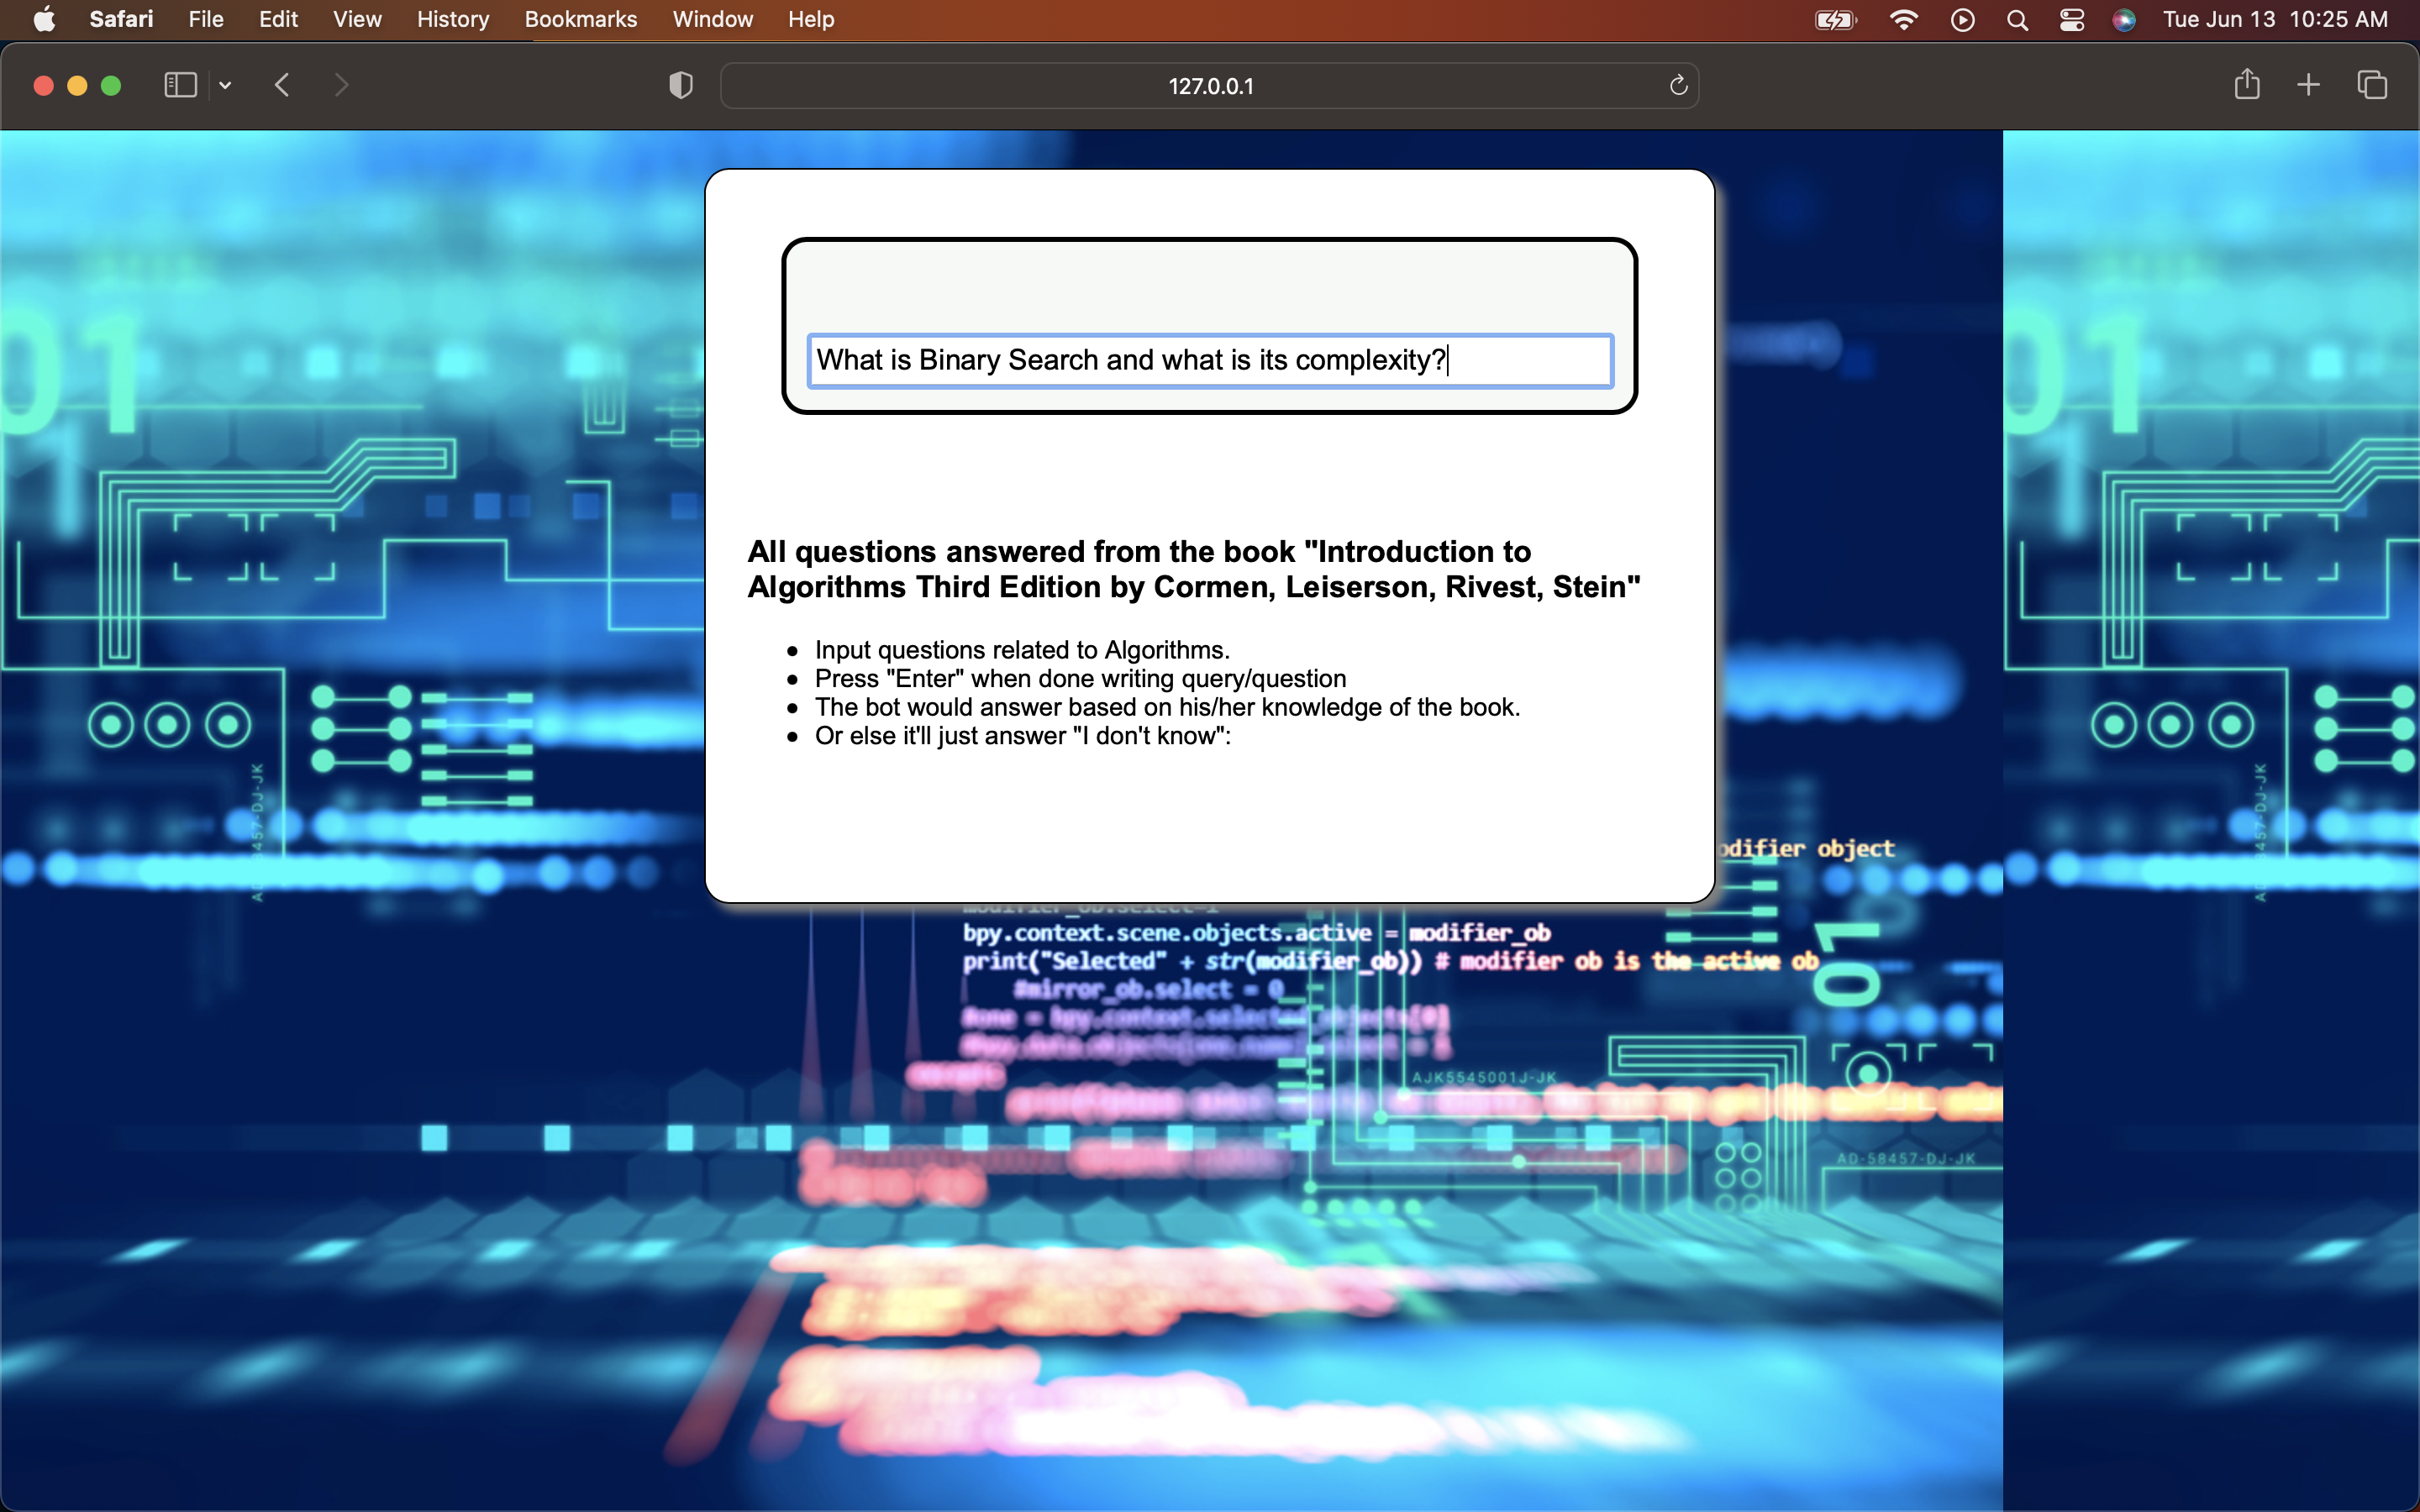 Safari File Edit View History Bookmarks Window Help Tue Jun 13 10:25 AM
127.0.0.1
What is Binary Search and what is its complexity?
All questions answered from the book "Introduction to
Algorithms Third Edition by Cormen, Leiserson, Rivest, Stein"
Input questions related to Algorithms.
Press "Enter" when done writing query/question
The bot would answer based on his/her knowledge of the book.
Or else it'll just answer "I don't know":
01
1
01
1
AD-58457-DJ-JK
object
bpy.context.scene.objects.active = modifier_ob
print("Selected" + str(modifier_ob)) # modifier ob is the active ob
#mirror_ob.select = 0
01
AJK5545001J-JK